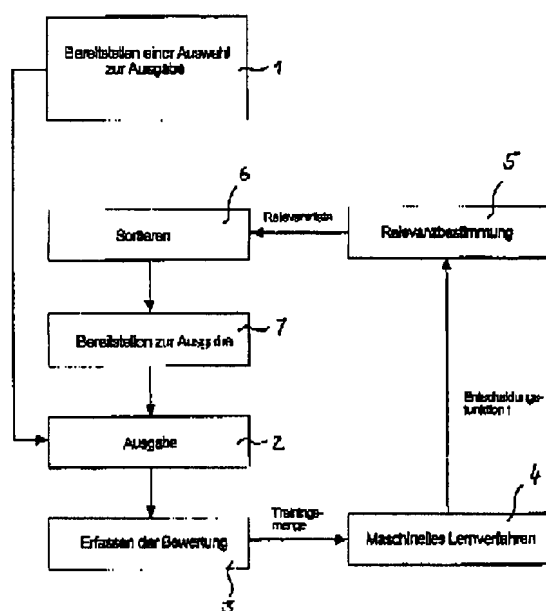 Bereitstellen einer Auswahl
zur Ausgabe
1
6
5
Sortieren
Relevanzbestimmung
7
Bereitstellen zur Ausgabe
Entscheidungs-
funktion f
Ausgabe
2
4
Trainings-
menge
Erfassen der Bewertung
Maschinelles Lernverfahren
3